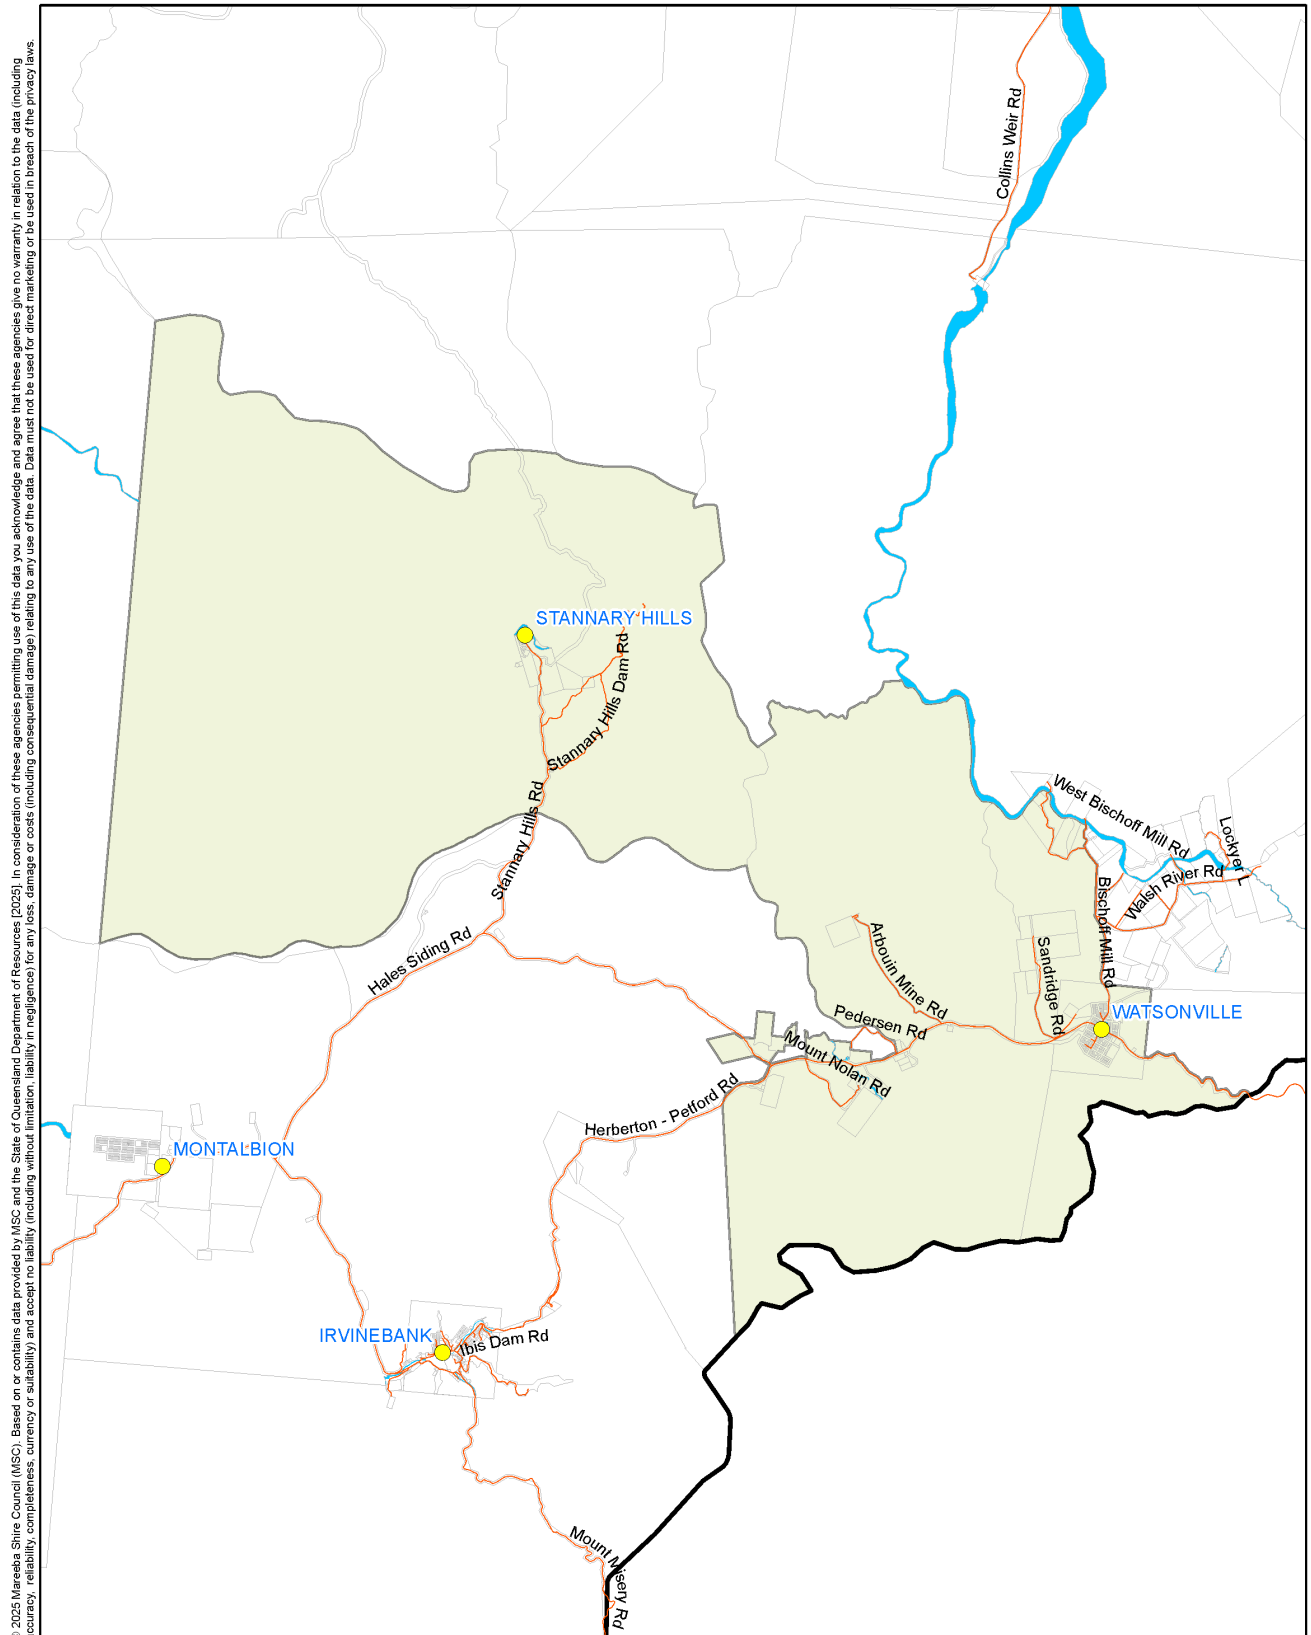 © 2025 Mareeba Shire Council (MSC). Based on or contains data provided by MSC and the State of Queensland Department of Resources [2025]. In consideration of these agencies permitting use of this data you acknowledge and agree that these agencies give no warranty in relation to the data (including
accuracy, reliability, completeness, currency or suitability) and accept no liability (including without limitation, liability in negligence) for any loss, damage or costs (including consequential damage) relating to any use of the data. Data must not be used for direct marketing or be used in breach of the privacy laws.
Collins Weir Rd
STANNARY HILLS
Stannary Hills Dam Rd
Stannary Hills Rd
West Bischoff Mill Rd
Lockyer L
Walsh River Rd
Bischoff Mill Rd
Hales Siding Rd
Arbouin Mine Rd
Sandridge Rd
WATSONVILLE
Pedersen Rd
Mount Nolan Rd
Herberton - Petford Rd
MONTALBION
IRVINEBANK
Ibis Dam Rd
Mount Misery Rd